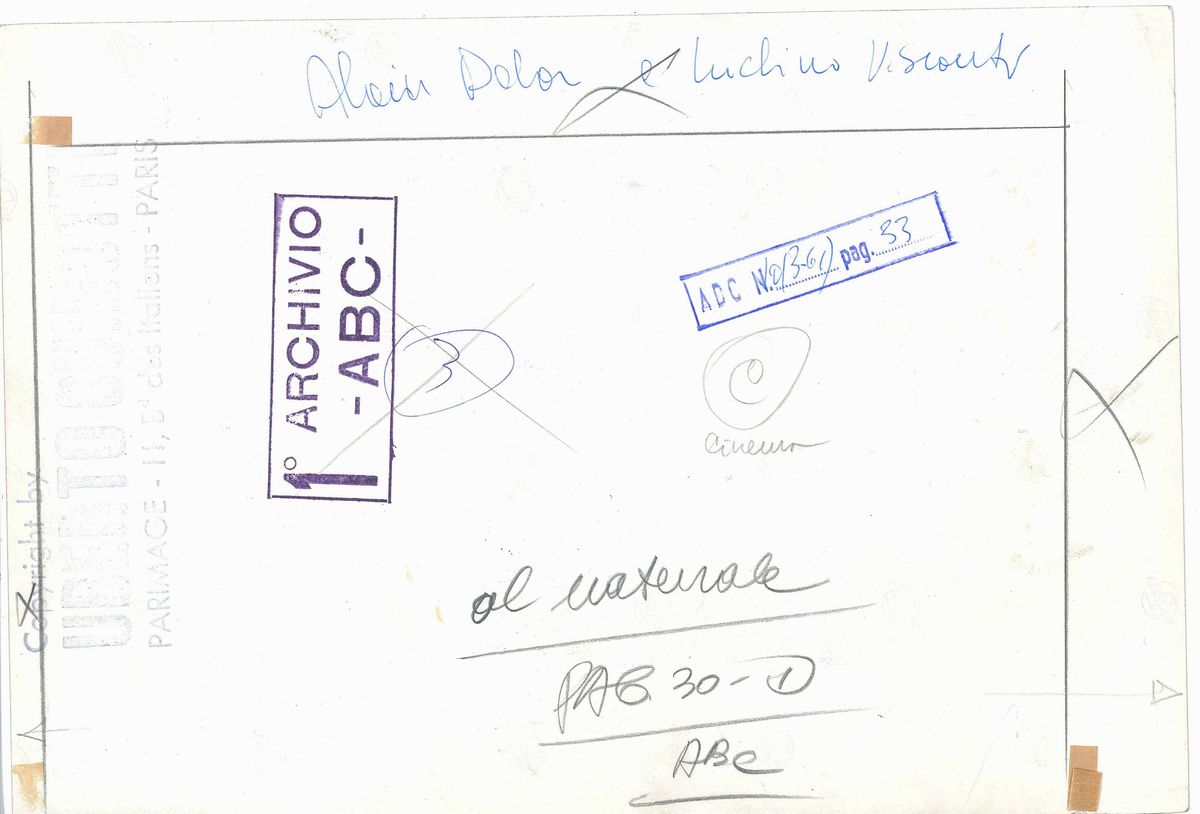 Alain Delon e Luchino Visconti
Copyright by
PARIMAGE - 11, Bd des Italiens - PARIS
1° ARCHIVIO
-ABC-
3
ABC N. pag. 33
C
Cinema
al materiale
PAG. 30 - D
ABC